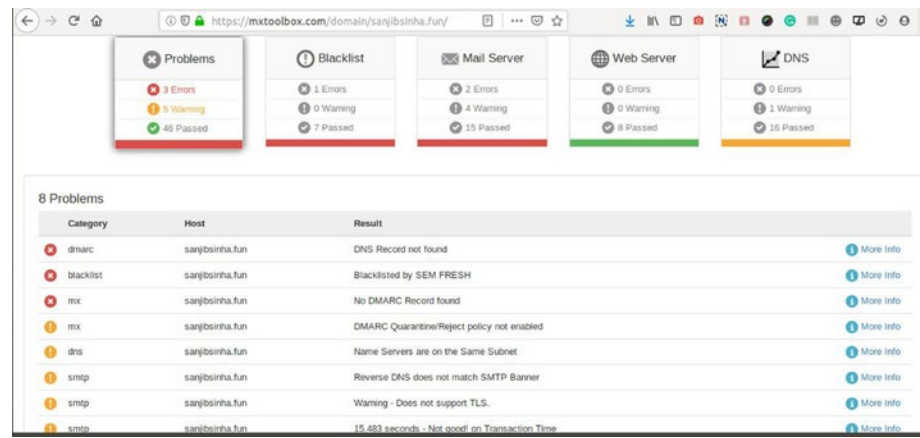 https://mxtoolbox.com/domain/sanjibsinha.fun/
Problems Blacklist Mail Server Web Server DNS
3 Errors 1 Errors 2 Errors 0 Errors 0 Errors
5 Warning 0 Warning 4 Warning 0 Warning 1 Warning
46 Passed 7 Passed 15 Passed 8 Passed 16 Passed
8 Problems
Category Host Result
dmarc sanjibsinha.fun DNS Record not found More Info
blacklist sanjibsinha.fun Blacklisted by SEM FRESH More Info
mx sanjibsinha.fun No DMARC Record found More Info
mx sanjibsinha.fun DMARC Quarantine/Reject policy not enabled More Info
dns sanjibsinha.fun Name Servers are on the Same Subnet More Info
smtp sanjibsinha.fun Reverse DNS does not match SMTP Banner More Info
smtp sanjibsinha.fun Warning - Does not support TLS. More Info
smtp sanjibsinha.fun 15.483 seconds - Not good! on Transaction Time More Info